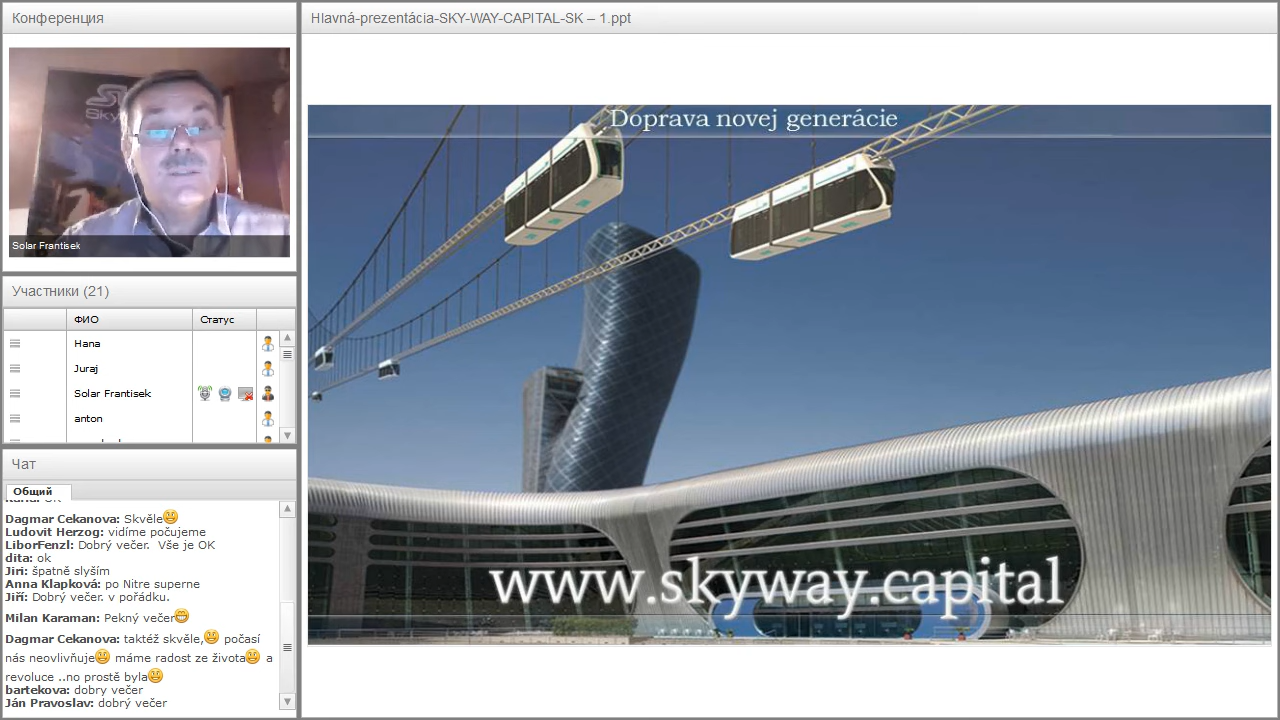 Конференция
Sky
Solar Frantisek
Участники (21)
ФИО Статус
Hana
Juraj
Solar Frantisek
anton
Чат
Общий
Dagmar Cekanova: Skvěle
Ludovit Herzog: vidíme počujeme
LiborFenzl: Dobrý večer. Vše je OK
dita: ok
Jiri: špatně slyším
Anna Klapková: po Nitre superne
Jiří: Dobrý večer. v pořádku.
Milan Karaman: Pekný večer
Dagmar Cekanova: taktéž skvěle, počasí
nás neovlivňuje máme radost ze života a
revoluce ..no prostě byla
bartekova: dobry večer
Ján Pravoslav: dobrý večer
Hlavná-prezentácia-SKY-WAY-CAPITAL-SK – 1.ppt
Doprava novej generácie
www.skyway.capital